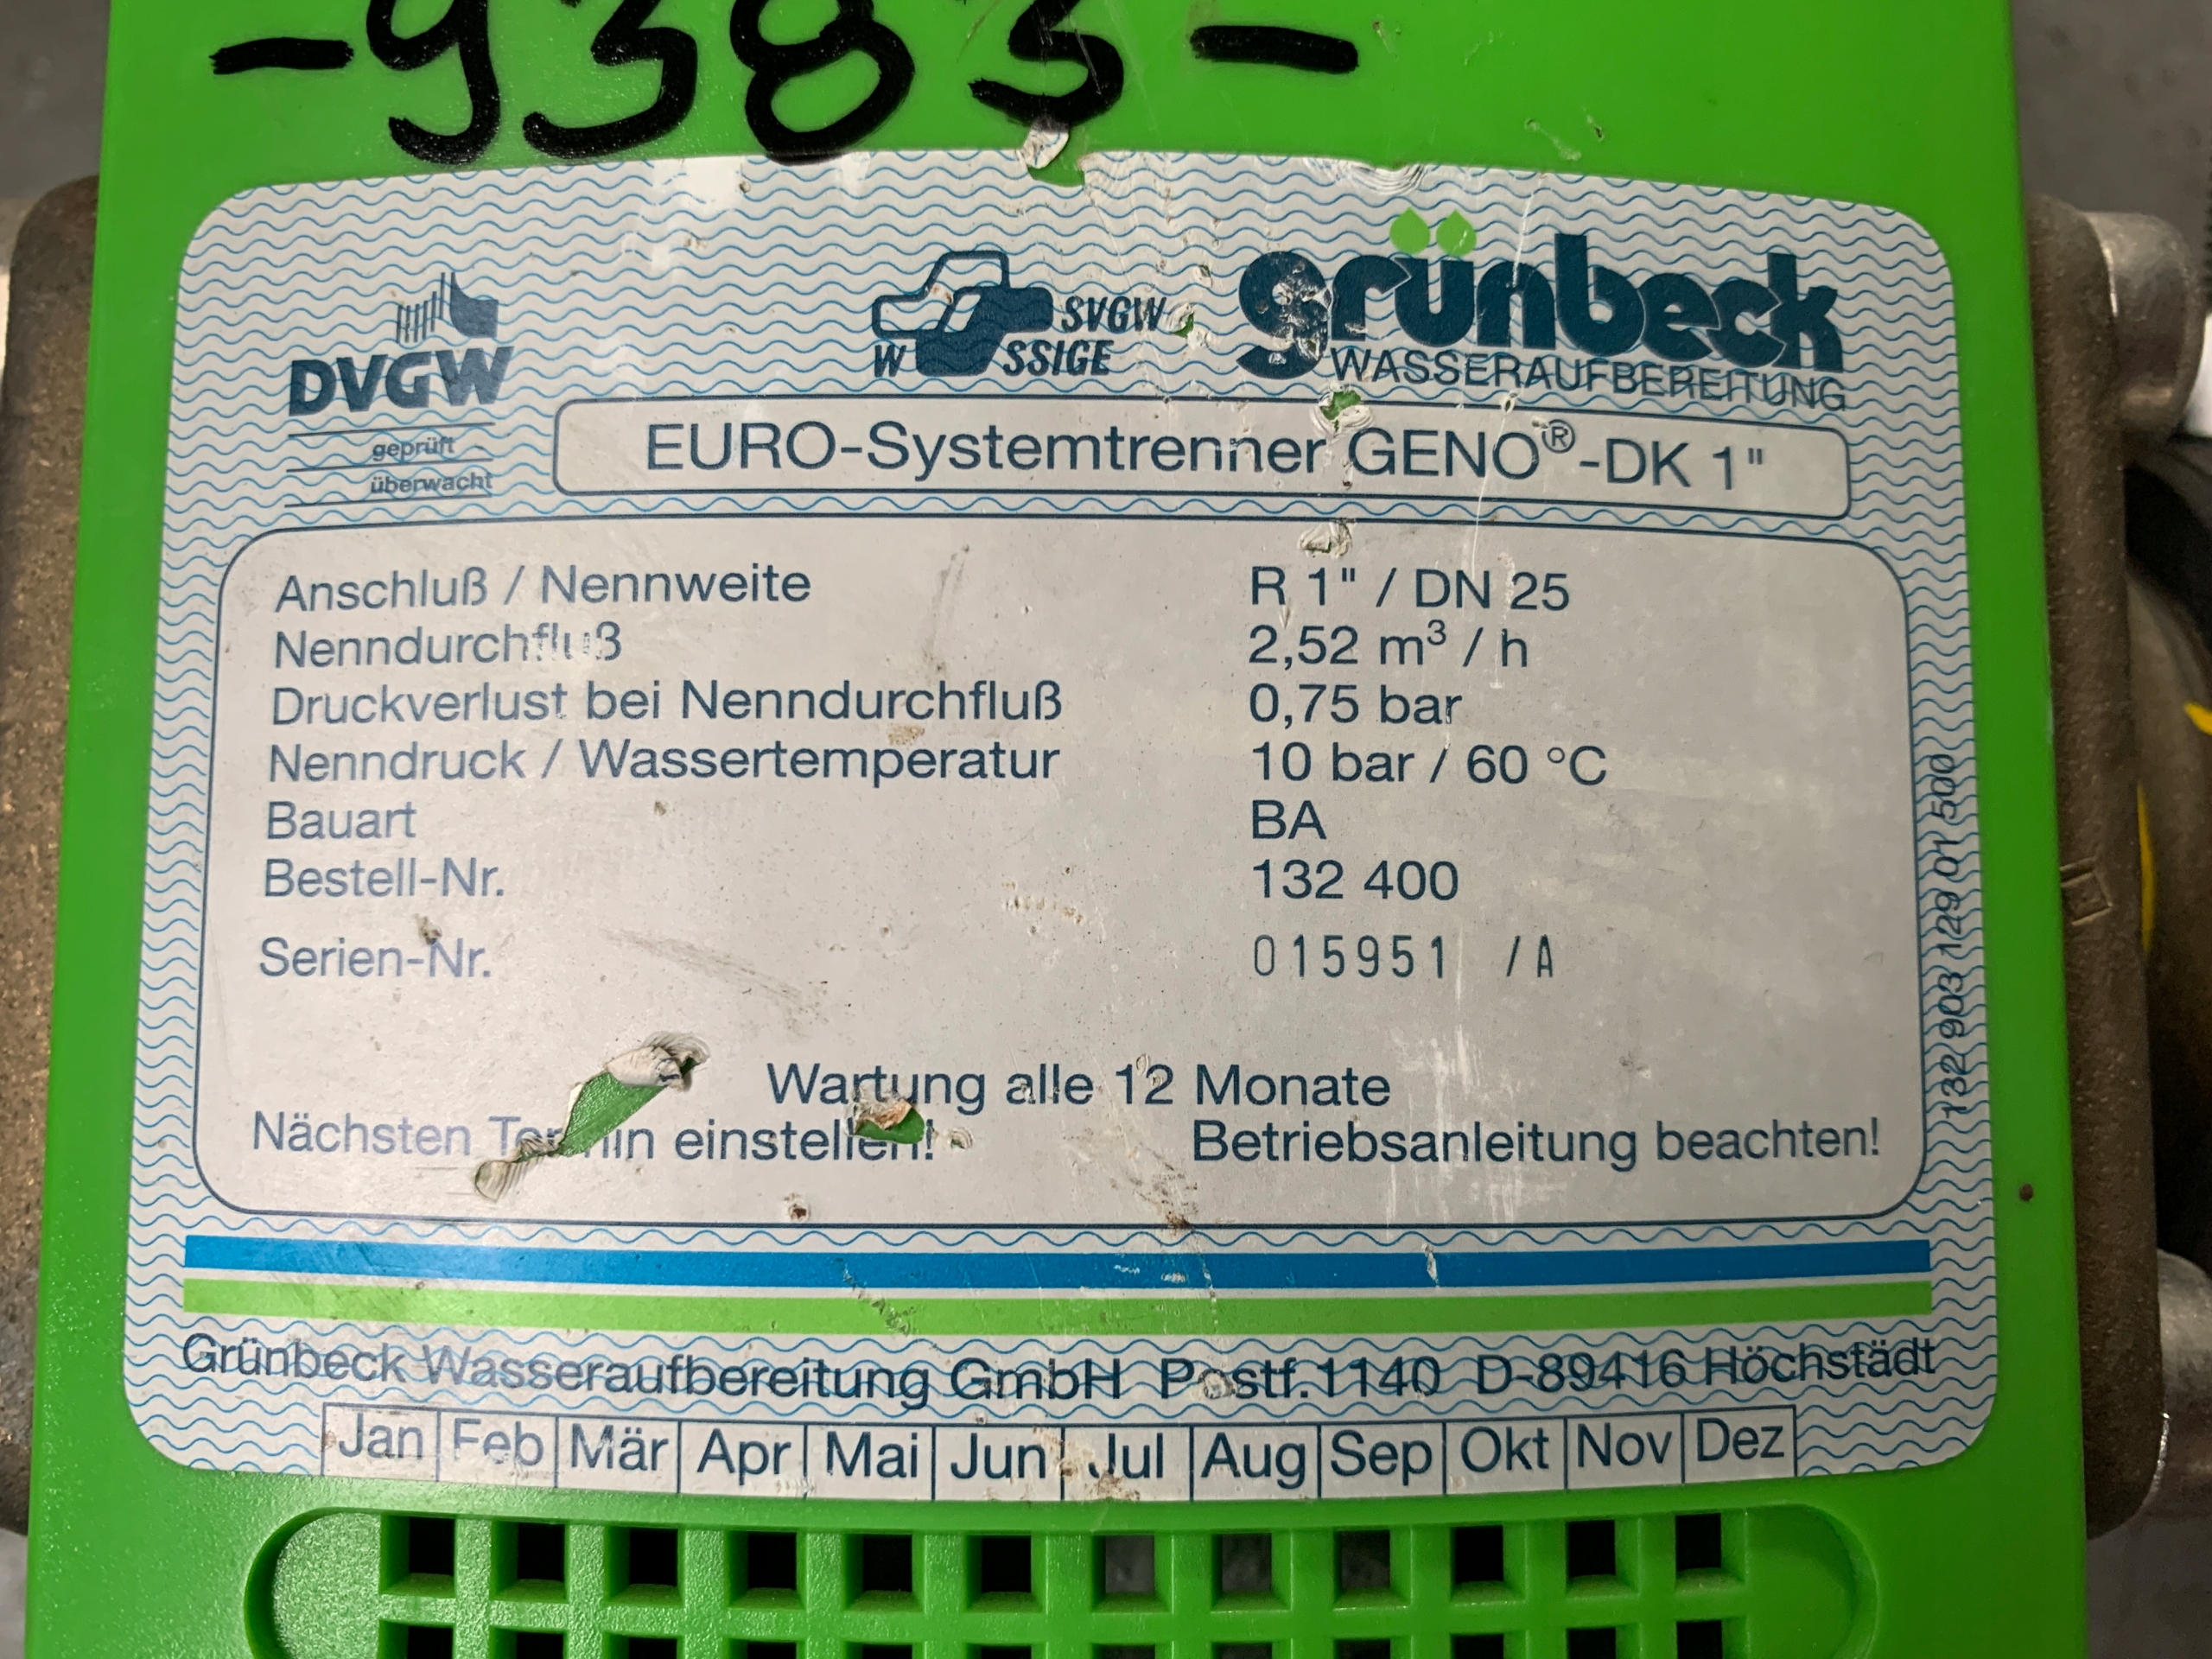 -9383-
DVGW
geprüft
überwacht
SVGW
W SSIGE
grünbeck
WASSERAUFBEREITUNG
EURO-Systemtrenner GENO®-DK 1"
Anschluß / Nennweite R 1" / DN 25
Nenndurchfluß 2,52 m³ / h
Druckverlust bei Nenndurchfluß 0,75 bar
Nenndruck / Wassertemperatur 10 bar / 60 °C
Bauart BA
Bestell-Nr. 132 400
Serien-Nr. 015951 /A
Wartung alle 12 Monate
Nächsten Termin einstellen! Betriebsanleitung beachten!
132 903 129 01 500
Grünbeck Wasseraufbereitung GmbH Postf.1140 D-89416 Höchstädt
Jan Feb Mär Apr Mai Jun Jul Aug Sep Okt Nov Dez